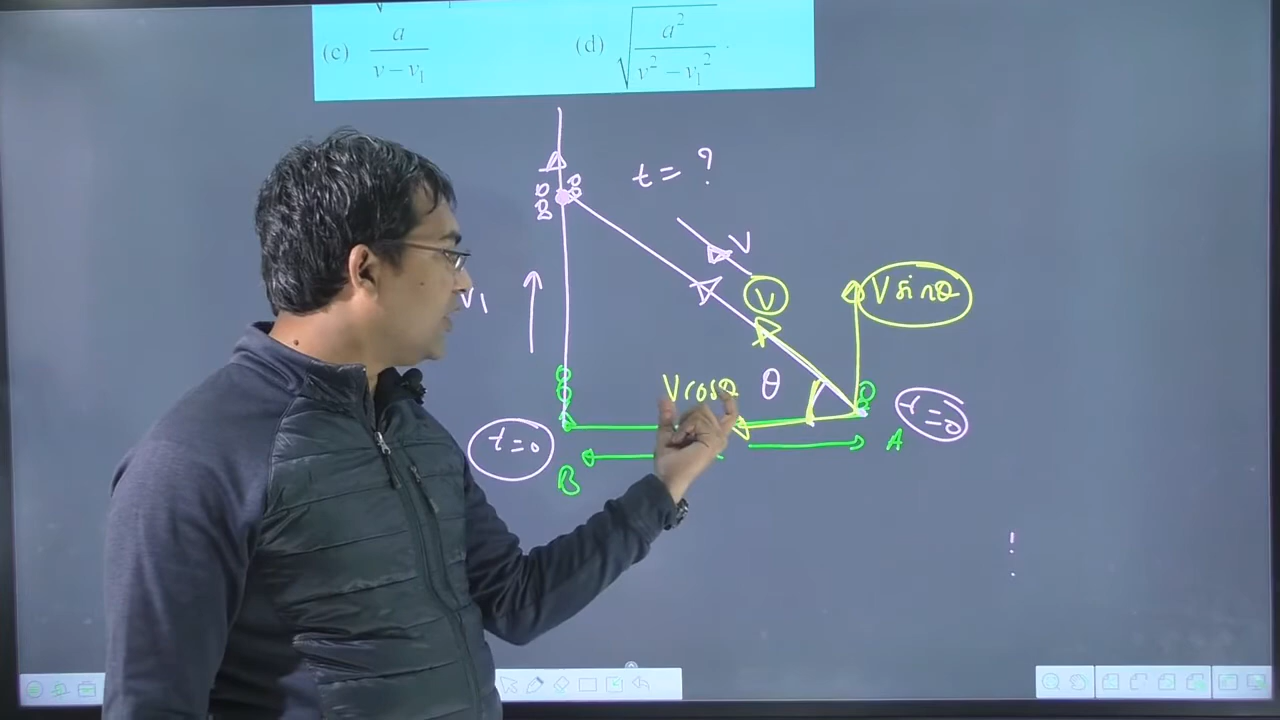 (c) a / (v – v₁) (d) √(a² / (v² – v₁²)) .
t = ?
V
V
V sinθ
V₁
V cosθ
θ
t=0
t=0
A
B